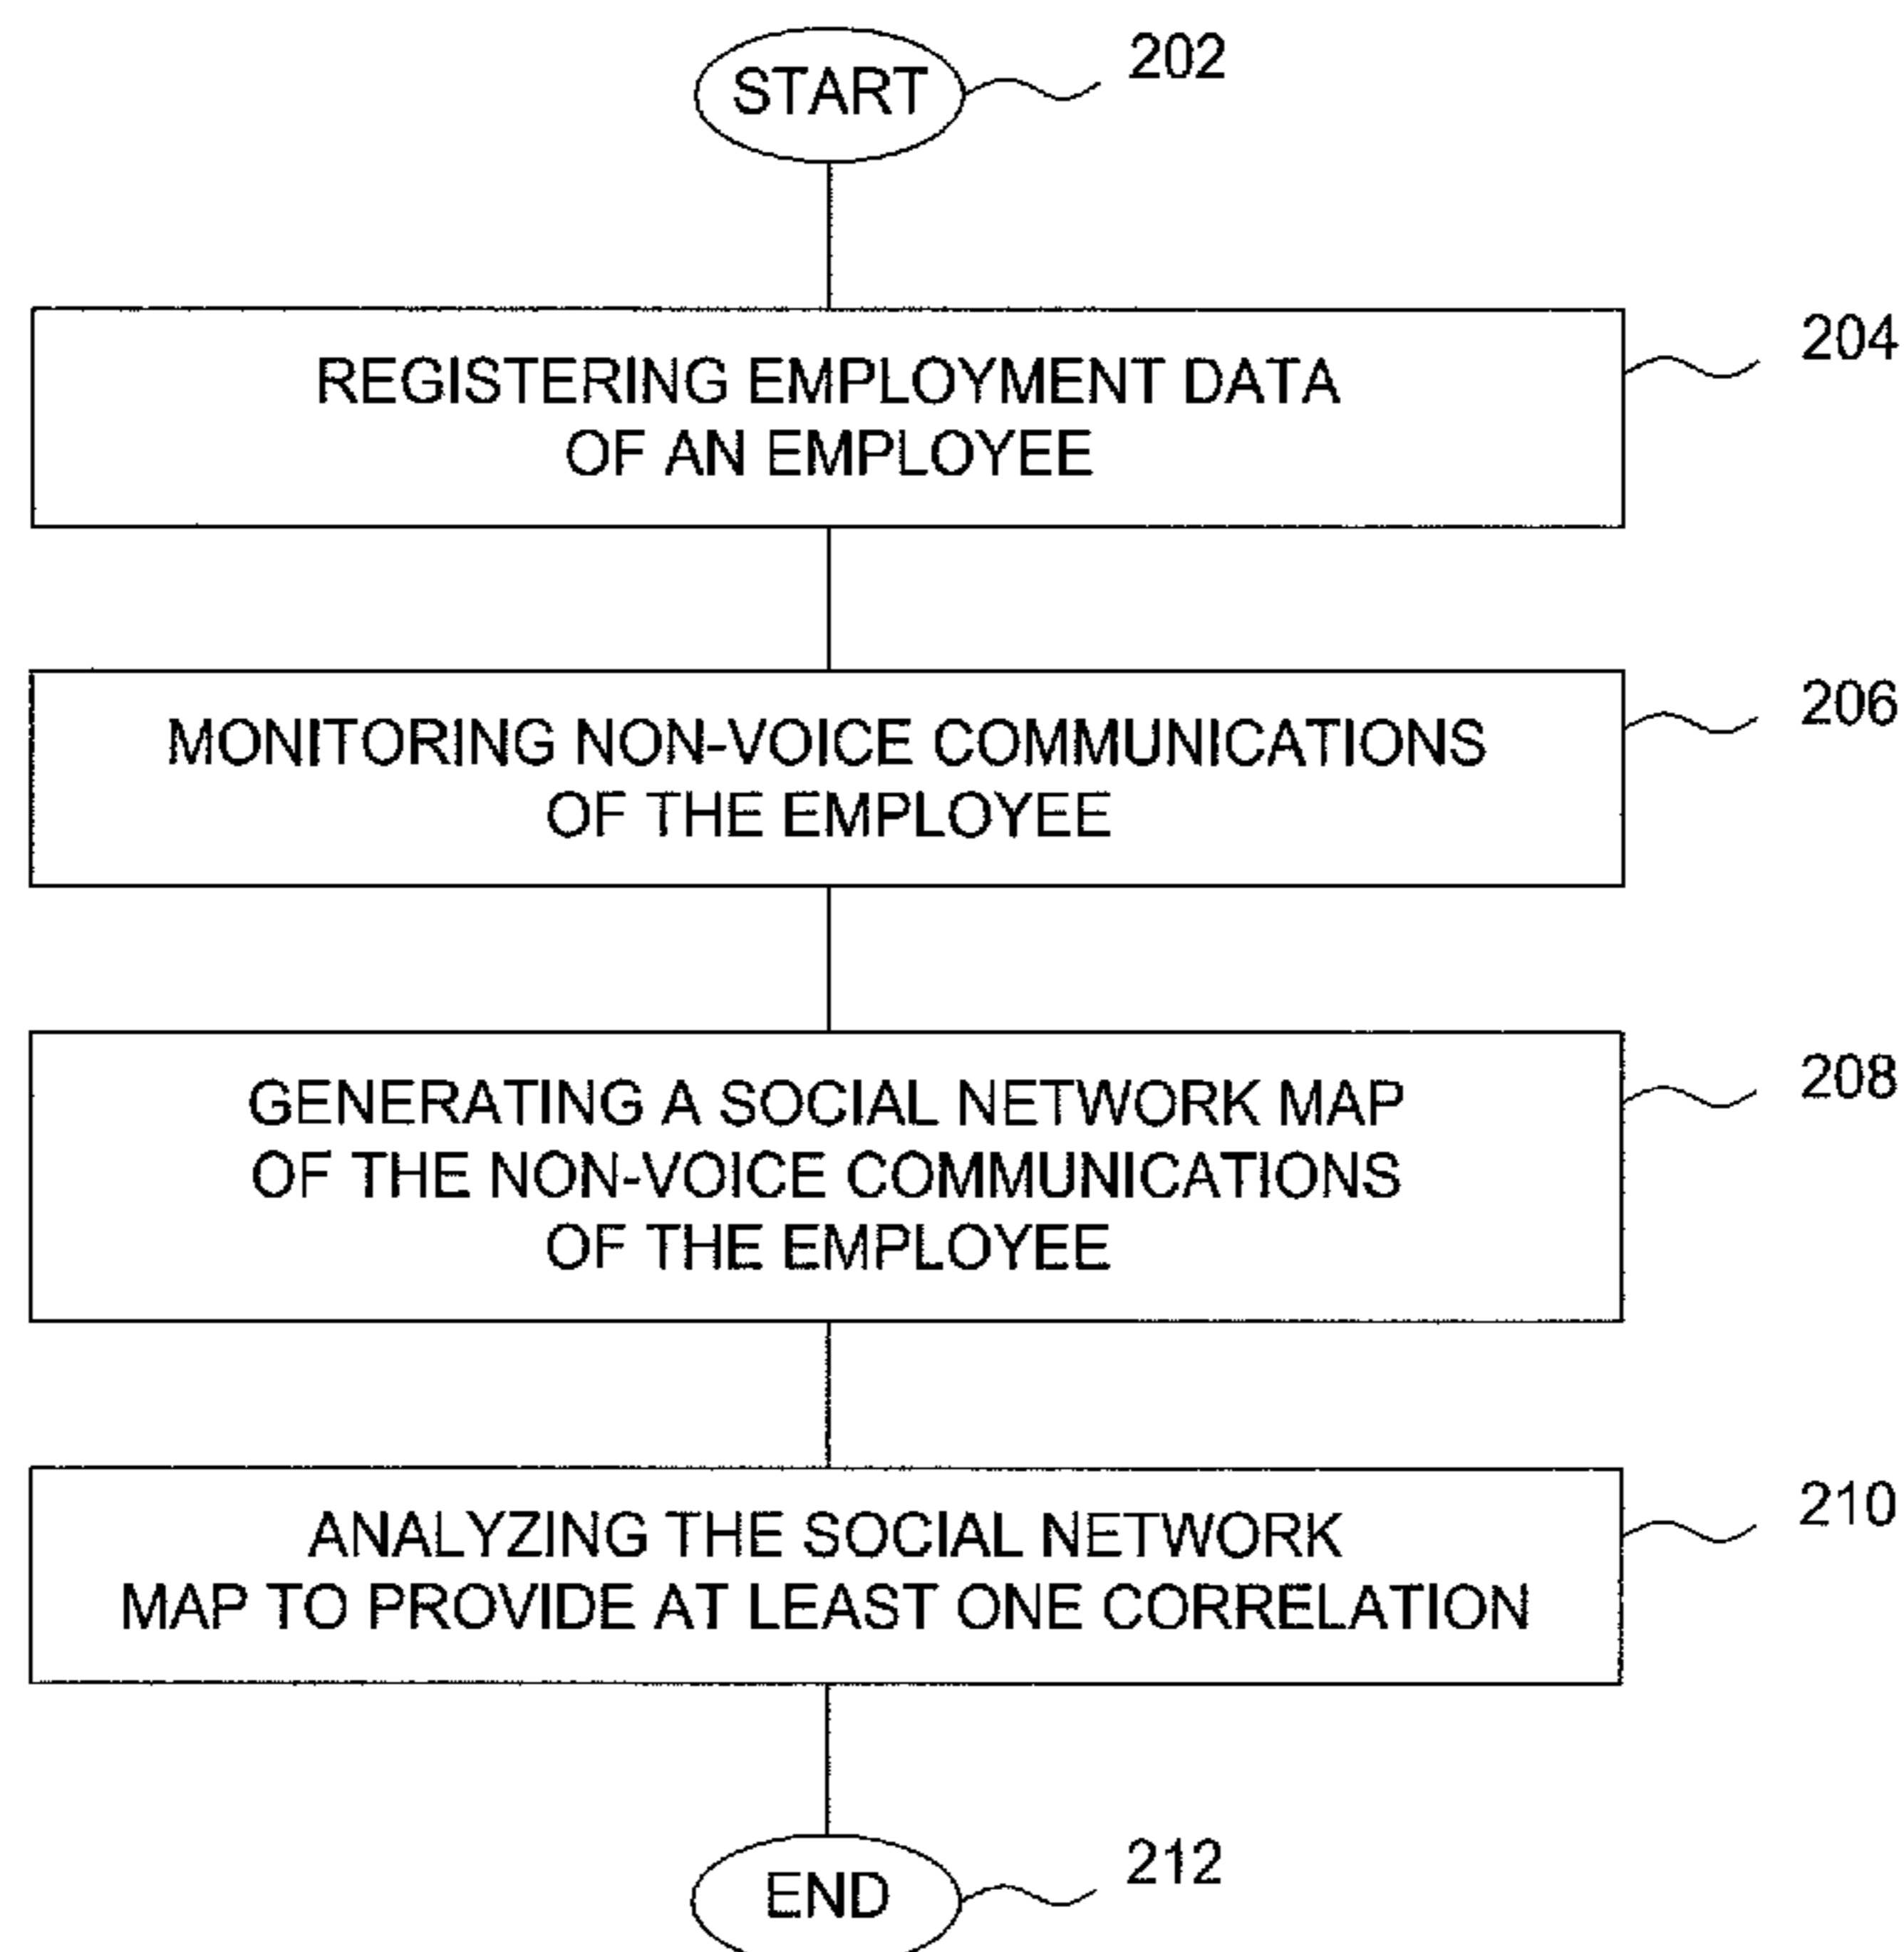 START
202
REGISTERING EMPLOYMENT DATA
OF AN EMPLOYEE
204
MONITORING NON-VOICE COMMUNICATIONS
OF THE EMPLOYEE
206
GENERATING A SOCIAL NETWORK MAP
OF THE NON-VOICE COMMUNICATIONS
OF THE EMPLOYEE
208
ANALYZING THE SOCIAL NETWORK
MAP TO PROVIDE AT LEAST ONE CORRELATION
210
END
212